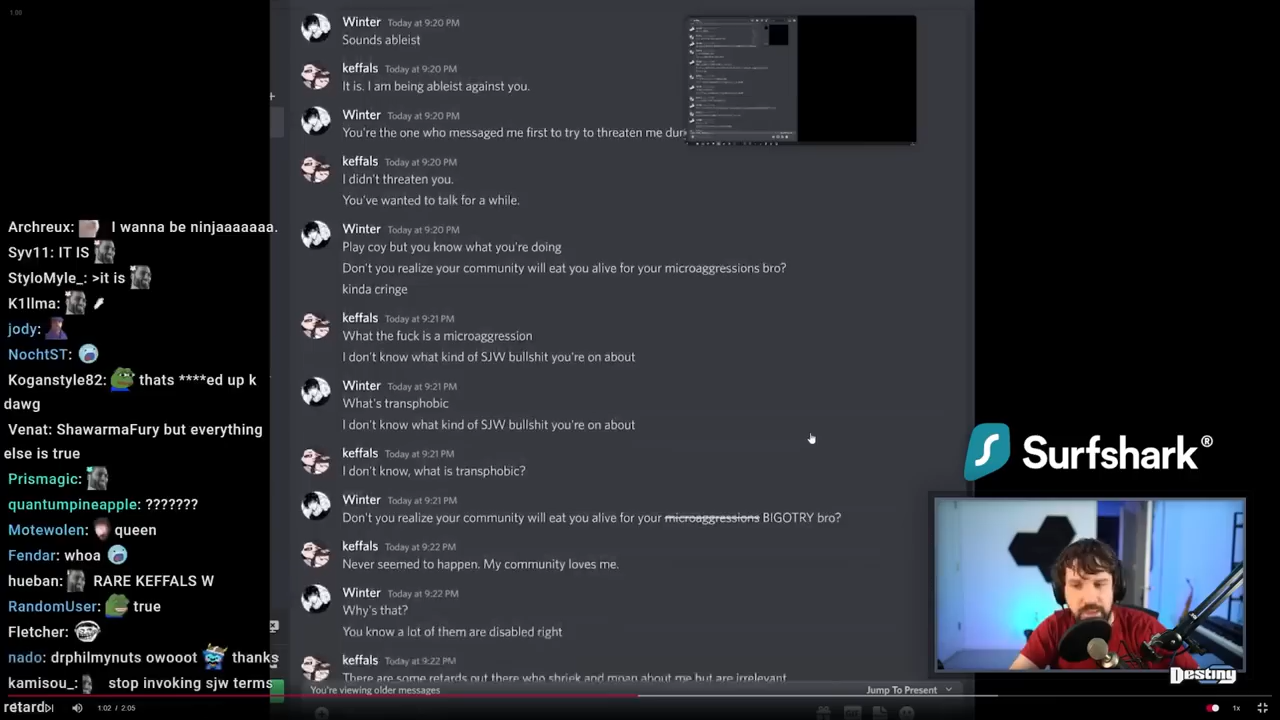 1.00
Winter Today at 9:20 PM
Sounds ableist
keffals Today at 9:20 PM
It is. I am being ableist against you.
Winter Today at 9:20 PM
You're the one who messaged me first to try to threaten me
keffals Today at 9:20 PM
I didn't threaten you.
You've wanted to talk for a while.
Winter Today at 9:20 PM
Play coy but you know what you're doing
Don't you realize your community will eat you alive for your microaggressions bro?
kinda cringe
keffals Today at 9:21 PM
What the fuck is a microaggression
I don't know what kind of SJW bullshit you're on about
Winter Today at 9:21 PM
What's transphobic
I don't know what kind of SJW bullshit you're on about
keffals Today at 9:21 PM
I don't know, what is transphobic?
Winter Today at 9:21 PM
Don't you realize your community will eat you alive for your microaggressions BIGOTRY bro?
keffals Today at 9:22 PM
Never seemed to happen. My community loves me.
Winter Today at 9:22 PM
Why's that?
You know a lot of them are disabled right
keffals Today at 9:22 PM
There are some retards out there who shriek and moan about me but are irrelevant
You're viewing older messages
Jump To Present
Archreux: I wanna be ninjaaaaaaa.
Syv11: IT IS
StyloMyle_: >it is
K1llma:
jody:
NochtST:
Koganstyle82: thats ****ed up k
dawg
Venat: ShawarmaFury but everything
else is true
Prismagic:
quantumpineapple: ???????
Motewolen: queen
Fendar: whoa
hueban: RARE KEFFALS W
RandomUser: true
Fletcher:
nado: drphilmynuts owooot thanks
kamisou_: stop invoking sjw terms
retard
Surfshark®
Destiny
1:02 / 2:05
1x